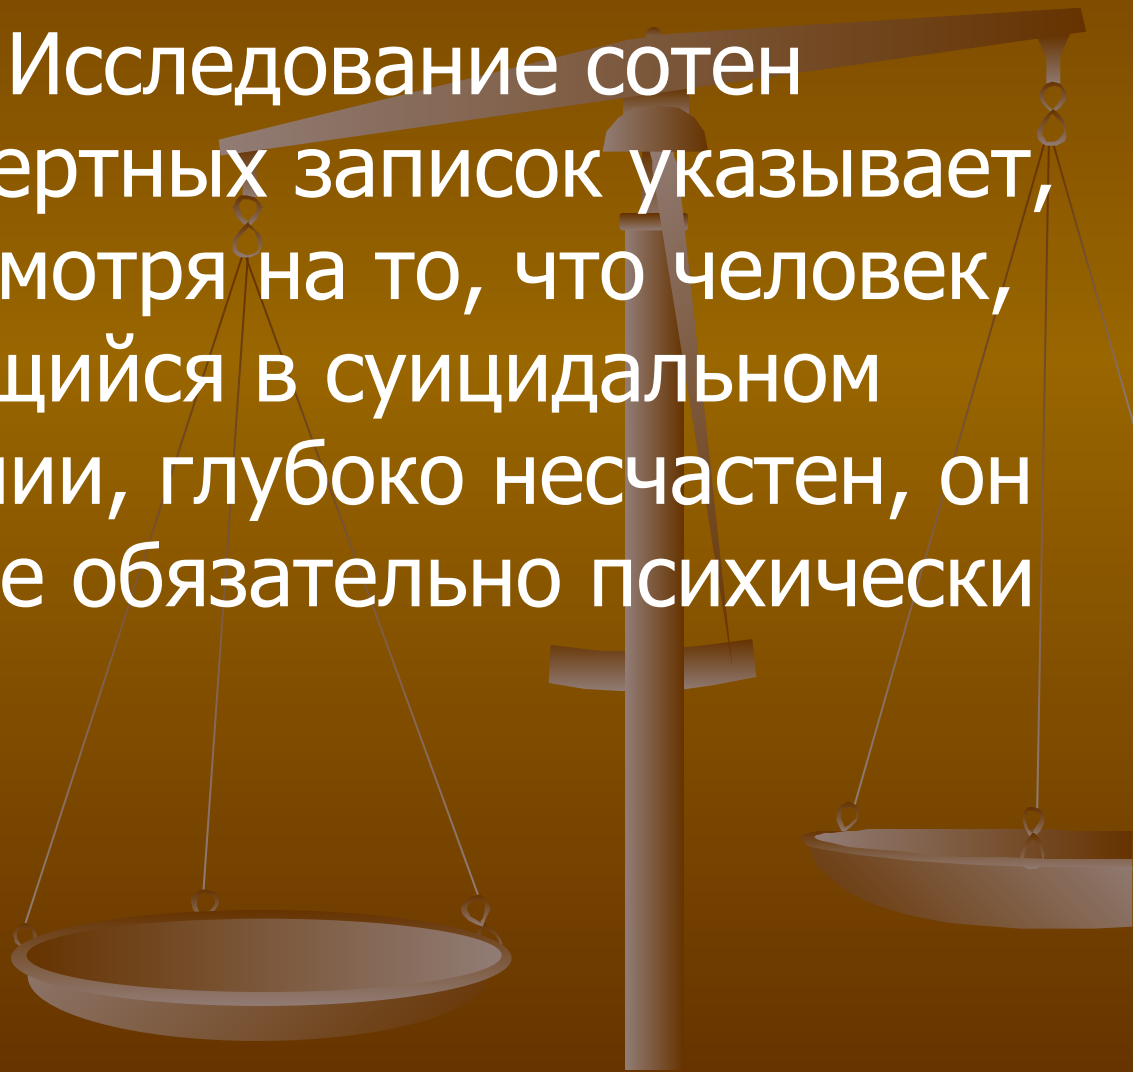 Исследование сотен
ертных записок указывает,
мотря на то, что человек,
щийся в суицидальном
нии, глубоко несчастен, он
е обязательно психически